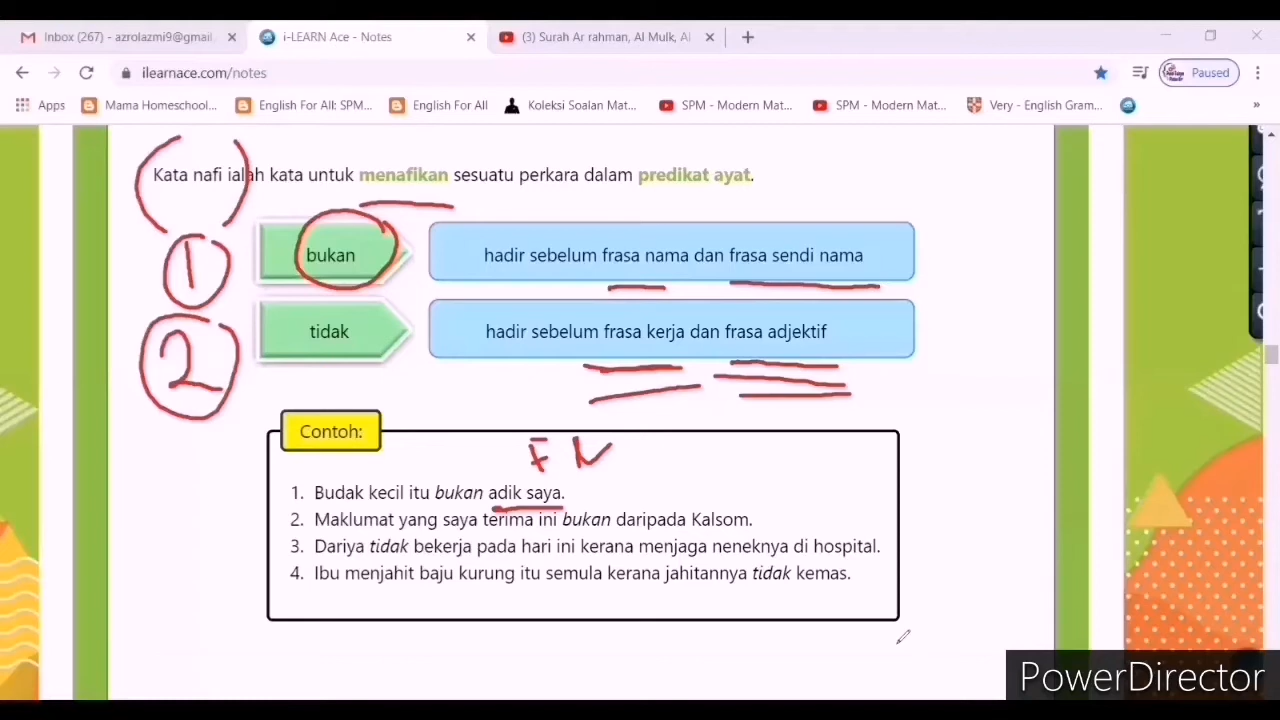 Inbox (267) - azrolazmi9@gmail. i-LEARN Ace - Notes (3) Surah Ar rahman, Al Mulk, Al
ilearnace.com/notes Paused
Apps Mama Homeschool... English For All: SPM... English For All Koleksi Soalan Mat... SPM - Modern Mat... SPM - Modern Mat... Very - English Gram...
Kata nafi ialah kata untuk menafikan sesuatu perkara dalam predikat ayat.
1 bukan hadir sebelum frasa nama dan frasa sendi nama
2 tidak hadir sebelum frasa kerja dan frasa adjektif
Contoh:
F N
1. Budak kecil itu bukan adik saya.
2. Maklumat yang saya terima ini bukan daripada Kalsom.
3. Dariya tidak bekerja pada hari ini kerana menjaga neneknya di hospital.
4. Ibu menjahit baju kurung itu semula kerana jahitannya tidak kemas.
PowerDirector